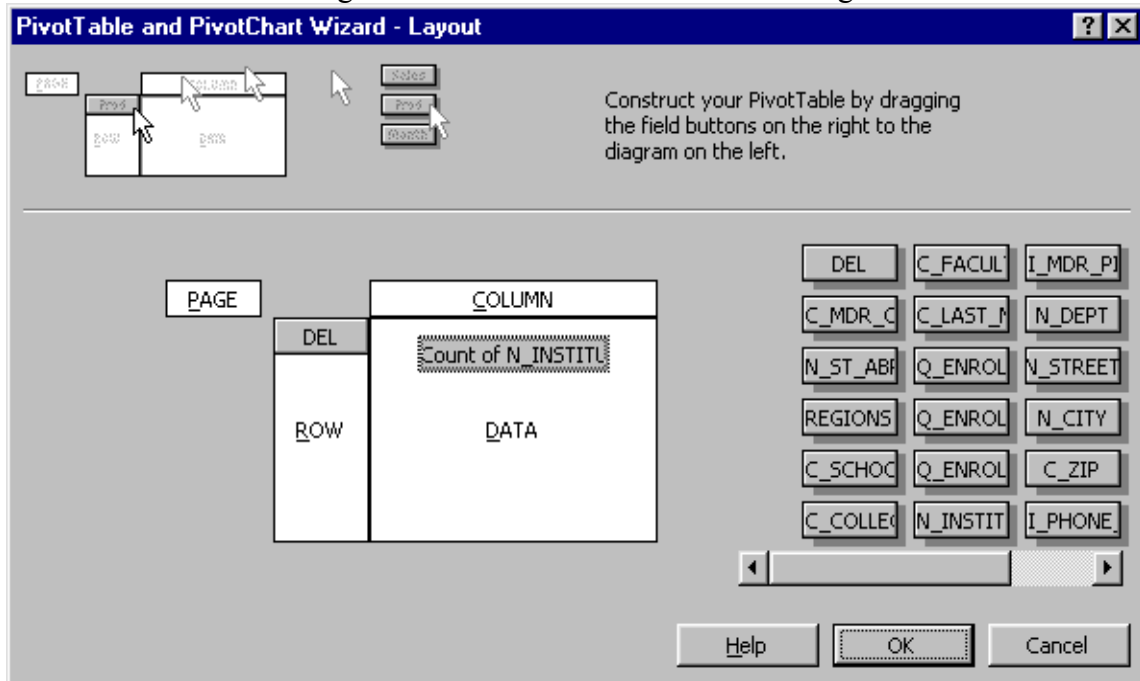 PivotTable and PivotChart Wizard - Layout
PAGE
COLUMN
Sales
Prod
Prod
ROW
DATA
Month
Construct your PivotTable by dragging
the field buttons on the right to the
diagram on the left.
PAGE
COLUMN
DEL
Count of N_INSTITU
ROW
DATA
DEL
C_FACUL
I_MDR_PI
C_MDR_C
C_LAST_N
N_DEPT
N_ST_AB
Q_ENROL
N_STREET
REGIONS
Q_ENROL
N_CITY
C_SCHOC
Q_ENROL
C_ZIP
C_COLLE
N_INSTIT
I_PHONE_
Help
OK
Cancel